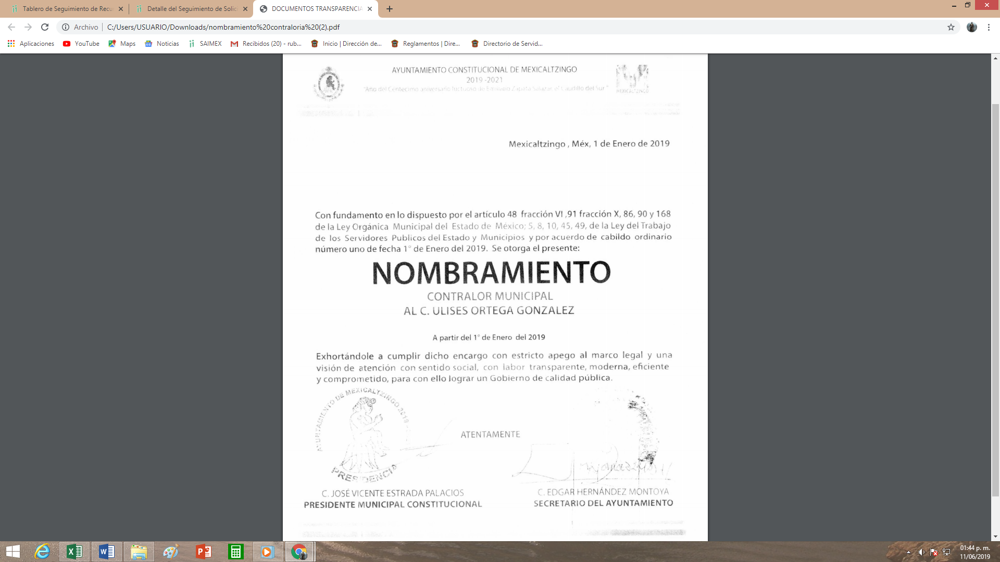 Tablero de Seguimiento de Recu
Detalle del Seguimiento de Solic
DOCUMENTOS TRANSPARENCIA
Archivo
C:/Users/USUARIO/Downloads/nombramiento%20contraloria%20(2).pdf
Aplicaciones
YouTube
Maps
Noticias
SAIMEX
Recibidos (20) - rub...
Inicio | Dirección de...
Reglamentos | Dire...
Directorio de Servid...
AYUNTAMIENTO CONSTITUCIONAL DE MEXICALTZINGO
2019 -2021
"Año del Centecimo aniversario luctuoso de Emiliano Zapata Salazar, el Caudillo del Sur"
MEXICALTZINGO
Mexicaltzingo , Méx, 1 de Enero de 2019
Con fundamento en lo dispuesto por el artículo 48 fracción VI ,91 fracción X, 86, 90 y 168
de la Ley Orgánica Municipal del Estado de México; 5, 8, 10, 45, 49, de la Ley del Trabajo
de los Servidores Publicos del Estado y Municipios y por acuerdo de cabildo ordinario
número uno de fecha 1° de Enero del 2019. Se otorga el presente:
NOMBRAMIENTO
CONTRALOR MUNICIPAL
AL C. ULISES ORTEGA GONZALEZ
A partir del 1° de Enero del 2019
Exhortándole a cumplir dicho encargo con estricto apego al marco legal y una
visión de atención con sentido social, con labor transparente, moderna, eficiente
y comprometido, para con ello lograr un Gobierno de calidad pública.
AYUNTAMIENTO DE MEXICALTZINGO 2019 -
PRESIDENCIA
ATENTAMENTE
C. JOSÉ VICENTE ESTRADA PALACIOS
PRESIDENTE MUNICIPAL CONSTITUCIONAL
C. EDGAR HERNÁNDEZ MONTOYA
SECRETARIO DEL AYUNTAMIENTO
01:44 p. m.
11/06/2019